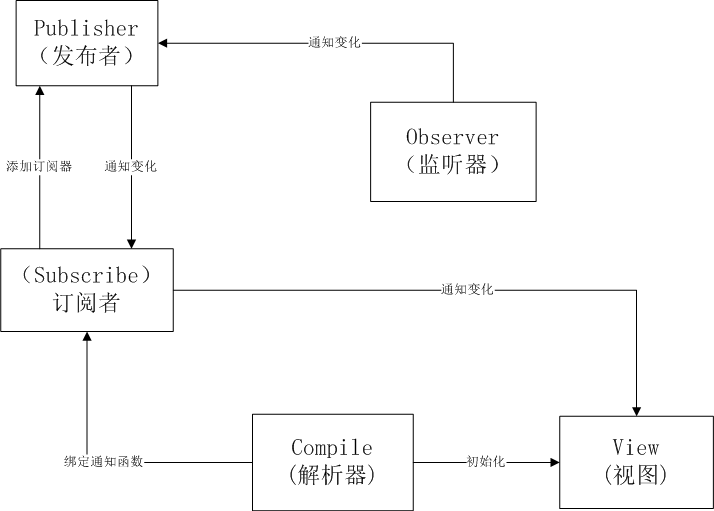 Publisher
（发布者）
通知变化
Observer
（监听器）
添加订阅器
通知变化
（Subscribe）
订阅者
通知变化
Compile
(解析器)
View
(视图)
绑定通知函数
初始化